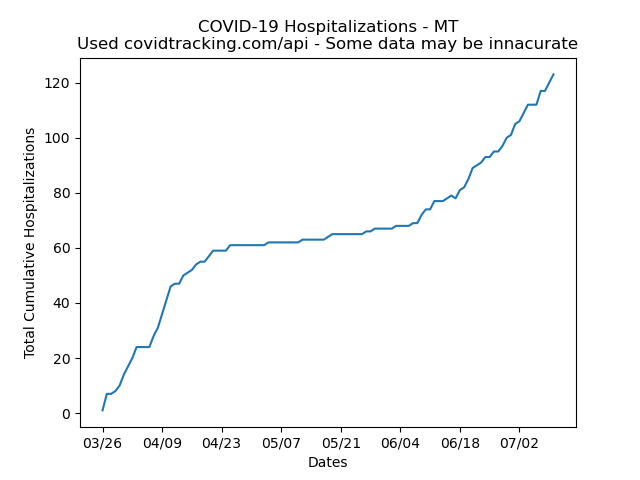 COVID-19 Hospitalizations - MT
Used covidtracking.com/api - Some data may be innacurate
120
100
80
60
40
20
0
Total Cumulative Hospitalizations
03/26 04/09 04/23 05/07 05/21 06/04 06/18 07/02
Dates